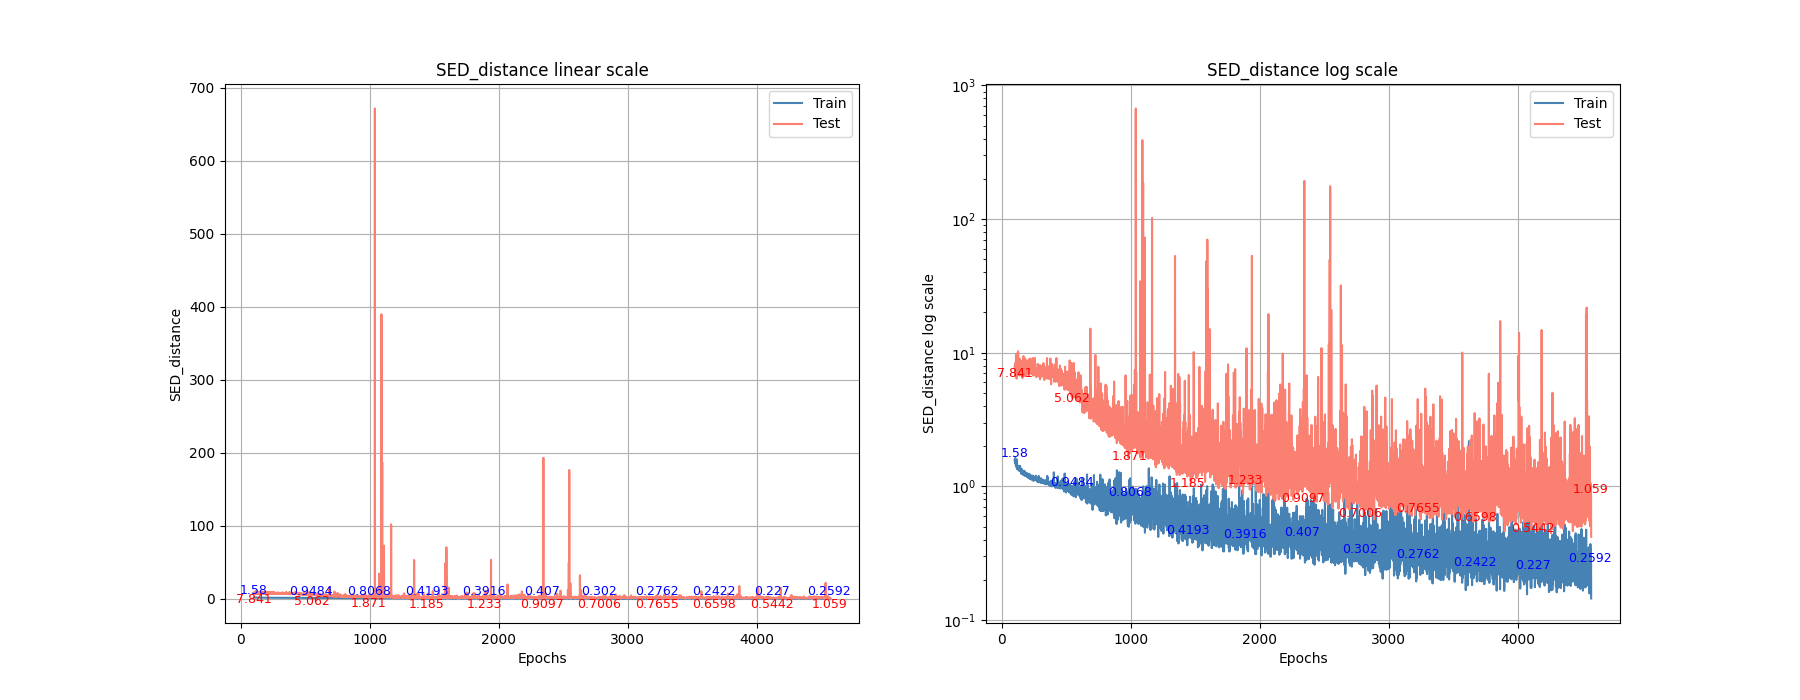 SED_distance linear scale
SED_distance
700
600
500
400
300
200
100
0
Train
Test
1.58 0.9484 0.8068 0.4193 0.3916 0.407 0.302 0.2762 0.2422 0.227 0.2592
7.841 5.062 1.871 1.185 1.233 0.9097 0.7006 0.7655 0.6598 0.5442 1.059
0 1000 2000 3000 4000
Epochs
SED_distance log scale
SED_distance log scale
10³
10²
10¹
10⁰
10⁻¹
Train
Test
7.841 5.062 1.871 1.185 1.233 0.9097 0.7006 0.7655 0.6598 0.5442 1.059
1.58 0.9484 0.8068 0.4193 0.3916 0.407 0.302 0.2762 0.2422 0.227 0.2592
0 1000 2000 3000 4000
Epochs